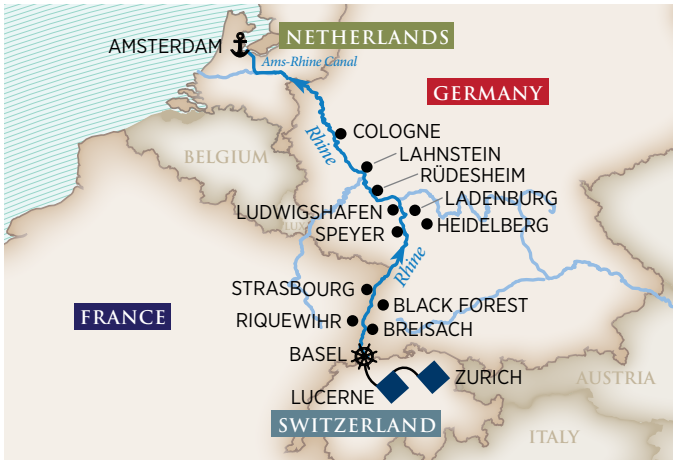 NETHERLANDS
AMSTERDAM
Ams-Rhine Canal
GERMANY
COLOGNE
Rhine
LAHNSTEIN
BELGIUM
RÜDESHEIM
LADENBURG
LUDWIGSHAFEN
LUX
HEIDELBERG
SPEYER
Rhine
STRASBOURG
BLACK FOREST
FRANCE
RIQUEWIHR
BREISACH
BASEL
ZURICH
AUSTRIA
LUCERNE
SWITZERLAND
ITALY